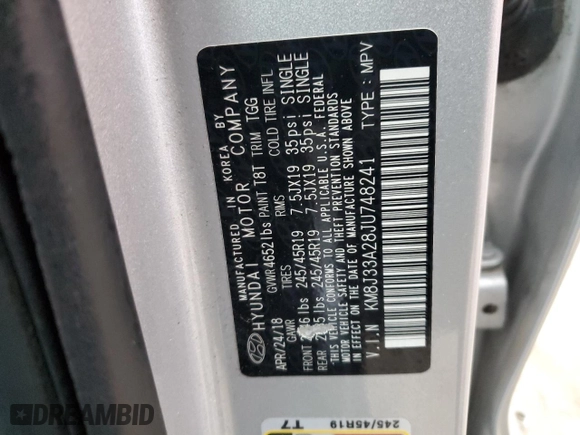 MANUFACTURED IN KOREA BY
HYUNDAI MOTOR COMPANY
APR/24/18 GVWR 4652lbs PAINT T8T TRIM TGG
GAWR TIRES RIMS COLD TIRE INFL
FRONT lbs 245/45R19 7.5JX19 35psi SINGLE
REAR lbs 245/45R19 7.5JX19 35psi SINGLE
THIS VEHICLE CONFORMS TO ALL APPLICABLE U.S.A. FEDERAL
MOTOR VEHICLE SAFETY AND THEFT PREVENTION STANDARDS
IN EFFECT ON THE DATE OF MANUFACTURE SHOWN ABOVE
V.I.N KM8J33A28JU748241 TYPE : MPV
245/45R19
T7
DREAMBID